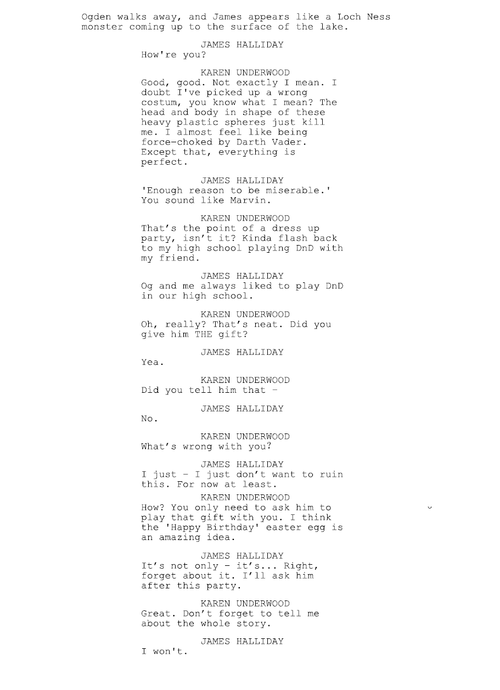 Ogden walks away, and James appears like a Loch Ness
monster coming up to the surface of the lake.
JAMES HALLIDAY
How're you?
KAREN UNDERWOOD
Good, good. Not exactly I mean. I
doubt I've picked up a wrong
costum, you know what I mean? The
head and body in shape of these
heavy plastic spheres just kill
me. I almost feel like being
force-choked by Darth Vader.
Except that, everything is
perfect.
JAMES HALLIDAY
'Enough reason to be miserable.'
You sound like Marvin.
KAREN UNDERWOOD
That's the point of a dress up
party, isn't it? Kinda flash back
to my high school playing DnD with
my friend.
JAMES HALLIDAY
Og and me always liked to play DnD
in our high school.
KAREN UNDERWOOD
Oh, really? That's neat. Did you
give him THE gift?
JAMES HALLIDAY
Yea.
KAREN UNDERWOOD
Did you tell him that –
JAMES HALLIDAY
No.
KAREN UNDERWOOD
What's wrong with you?
JAMES HALLIDAY
I just – I just don't want to ruin
this. For now at least.
KAREN UNDERWOOD
How? You only need to ask him to
play that gift with you. I think
the 'Happy Birthday' easter egg is
an amazing idea.
JAMES HALLIDAY
It's not only – it's... Right,
forget about it. I'll ask him
after this party.
KAREN UNDERWOOD
Great. Don't forget to tell me
about the whole story.
JAMES HALLIDAY
I won't.